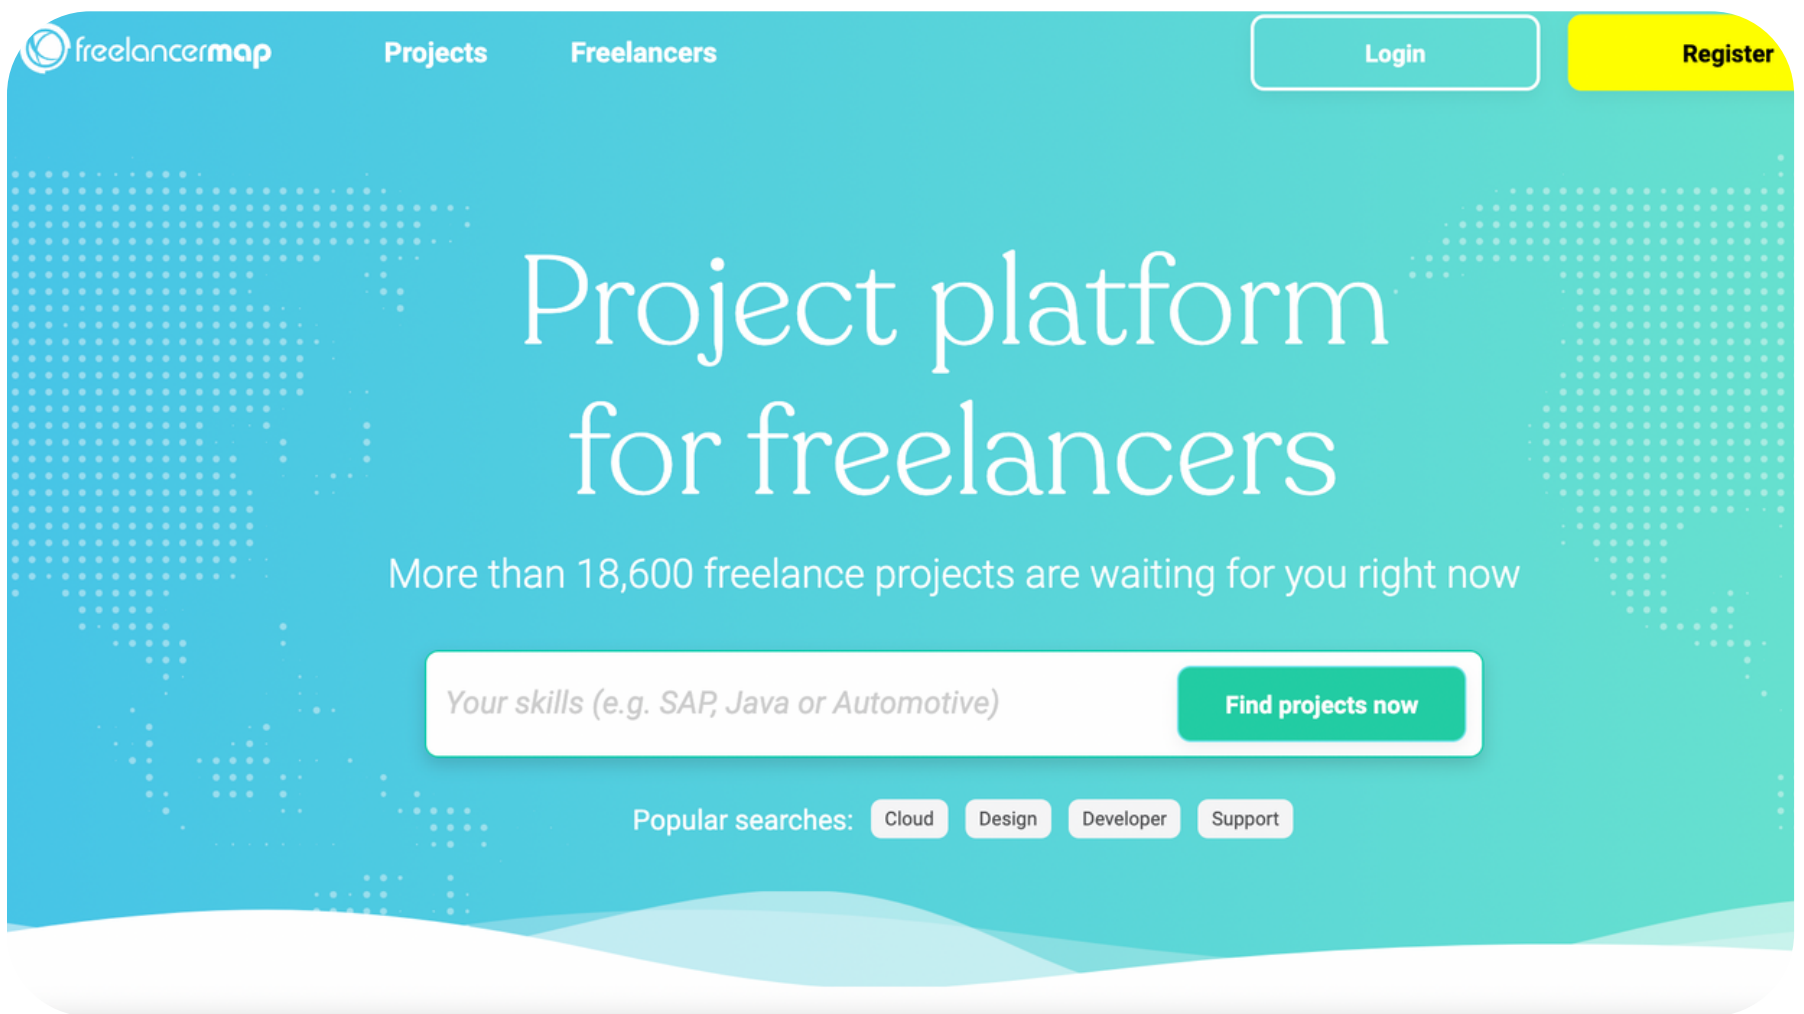 freelancermap
Projects
Freelancers
Login
Register
Project platform
for freelancers
More than 18,600 freelance projects are waiting for you right now
Your skills (e.g. SAP, Java or Automotive)
Find projects now
Popular searches: Cloud Design Developer Support